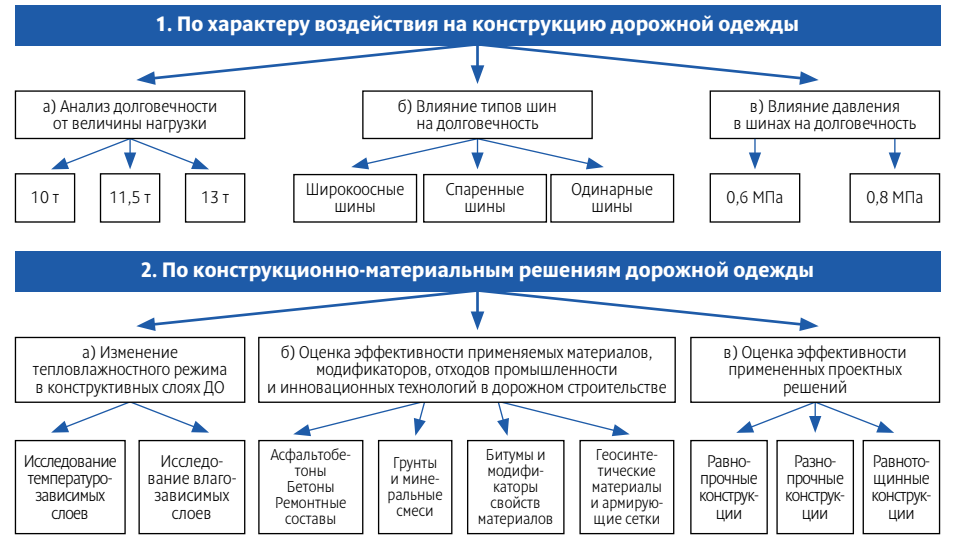 1. По характеру воздействия на конструкцию дорожной одежды
а) Анализ долговечности
от величины нагрузки
б) Влияние типов шин
на долговечность
в) Влияние давления
в шинах на долговечность
10 т
11,5 т
13 т
Широкоосные
шины
Спаренные
шины
Одинарные
шины
0,6 МПа
0,8 МПа
2. По конструкционно-материальным решениям дорожной одежды
а) Изменение
тепловлажностного режима
в конструктивных слоях ДО
б) Оценка эффективности применяемых материалов,
модификаторов, отходов промышленности
и инновационных технологий в дорожном строительстве
в) Оценка эффективности
примененных проектных
решений
Исследование
температуро-
зависимых
слоев
Исследо-
вание влаго-
зависимых
слоев
Асфальтобе-
тоны
Бетоны
Ремонтные
составы
Грунты
и мине-
ральные
смеси
Битумы и
модифи-
каторы
свойств
материалов
Геосинте-
тические
материалы
и армирую-
щие сетки
Равно-
прочные
конструк-
ции
Разно-
прочные
конструк-
ции
Равното-
щинные
конструк-
ции